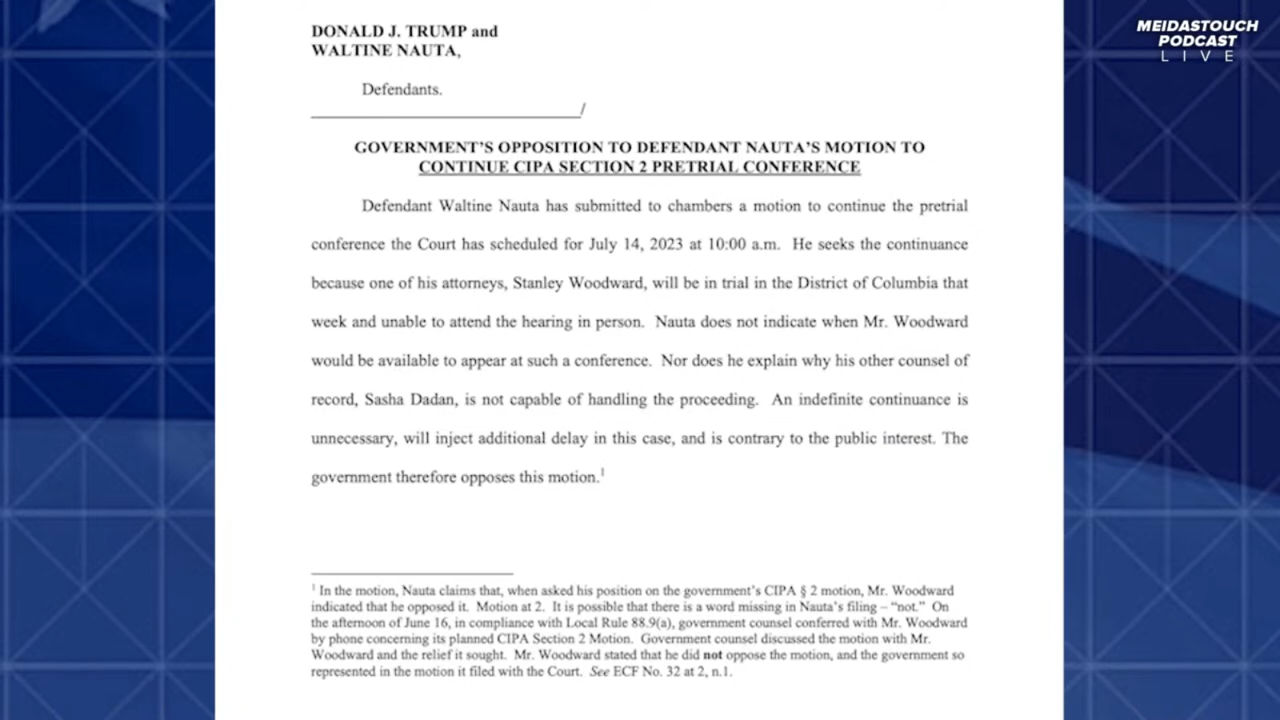 MEIDASTOUCH
PODCAST
LIVE
DONALD J. TRUMP and
WALTINE NAUTA,
Defendants.
/
GOVERNMENT'S OPPOSITION TO DEFENDANT NAUTA'S MOTION TO
CONTINUE CIPA SECTION 2 PRETRIAL CONFERENCE
Defendant Waltine Nauta has submitted to chambers a motion to continue the pretrial
conference the Court has scheduled for July 14, 2023 at 10:00 a.m. He seeks the continuance
because one of his attorneys, Stanley Woodward, will be in trial in the District of Columbia that
week and unable to attend the hearing in person. Nauta does not indicate when Mr. Woodward
would be available to appear at such a conference. Nor does he explain why his other counsel of
record, Sasha Dadan, is not capable of handling the proceeding. An indefinite continuance is
unnecessary, will inject additional delay in this case, and is contrary to the public interest. The
government therefore opposes this motion.1
1 In the motion, Nauta claims that, when asked his position on the government's CIPA § 2 motion, Mr. Woodward
indicated that he opposed it. Motion at 2. It is possible that there is a word missing in Nauta's filing – "not." On
the afternoon of June 16, in compliance with Local Rule 88.9(a), government counsel conferred with Mr. Woodward
by phone concerning its planned CIPA Section 2 Motion. Government counsel discussed the motion with Mr.
Woodward and the relief it sought. Mr. Woodward stated that he did not oppose the motion, and the government so
represented in the motion it filed with the Court. See ECF No. 32 at 2, n.1.